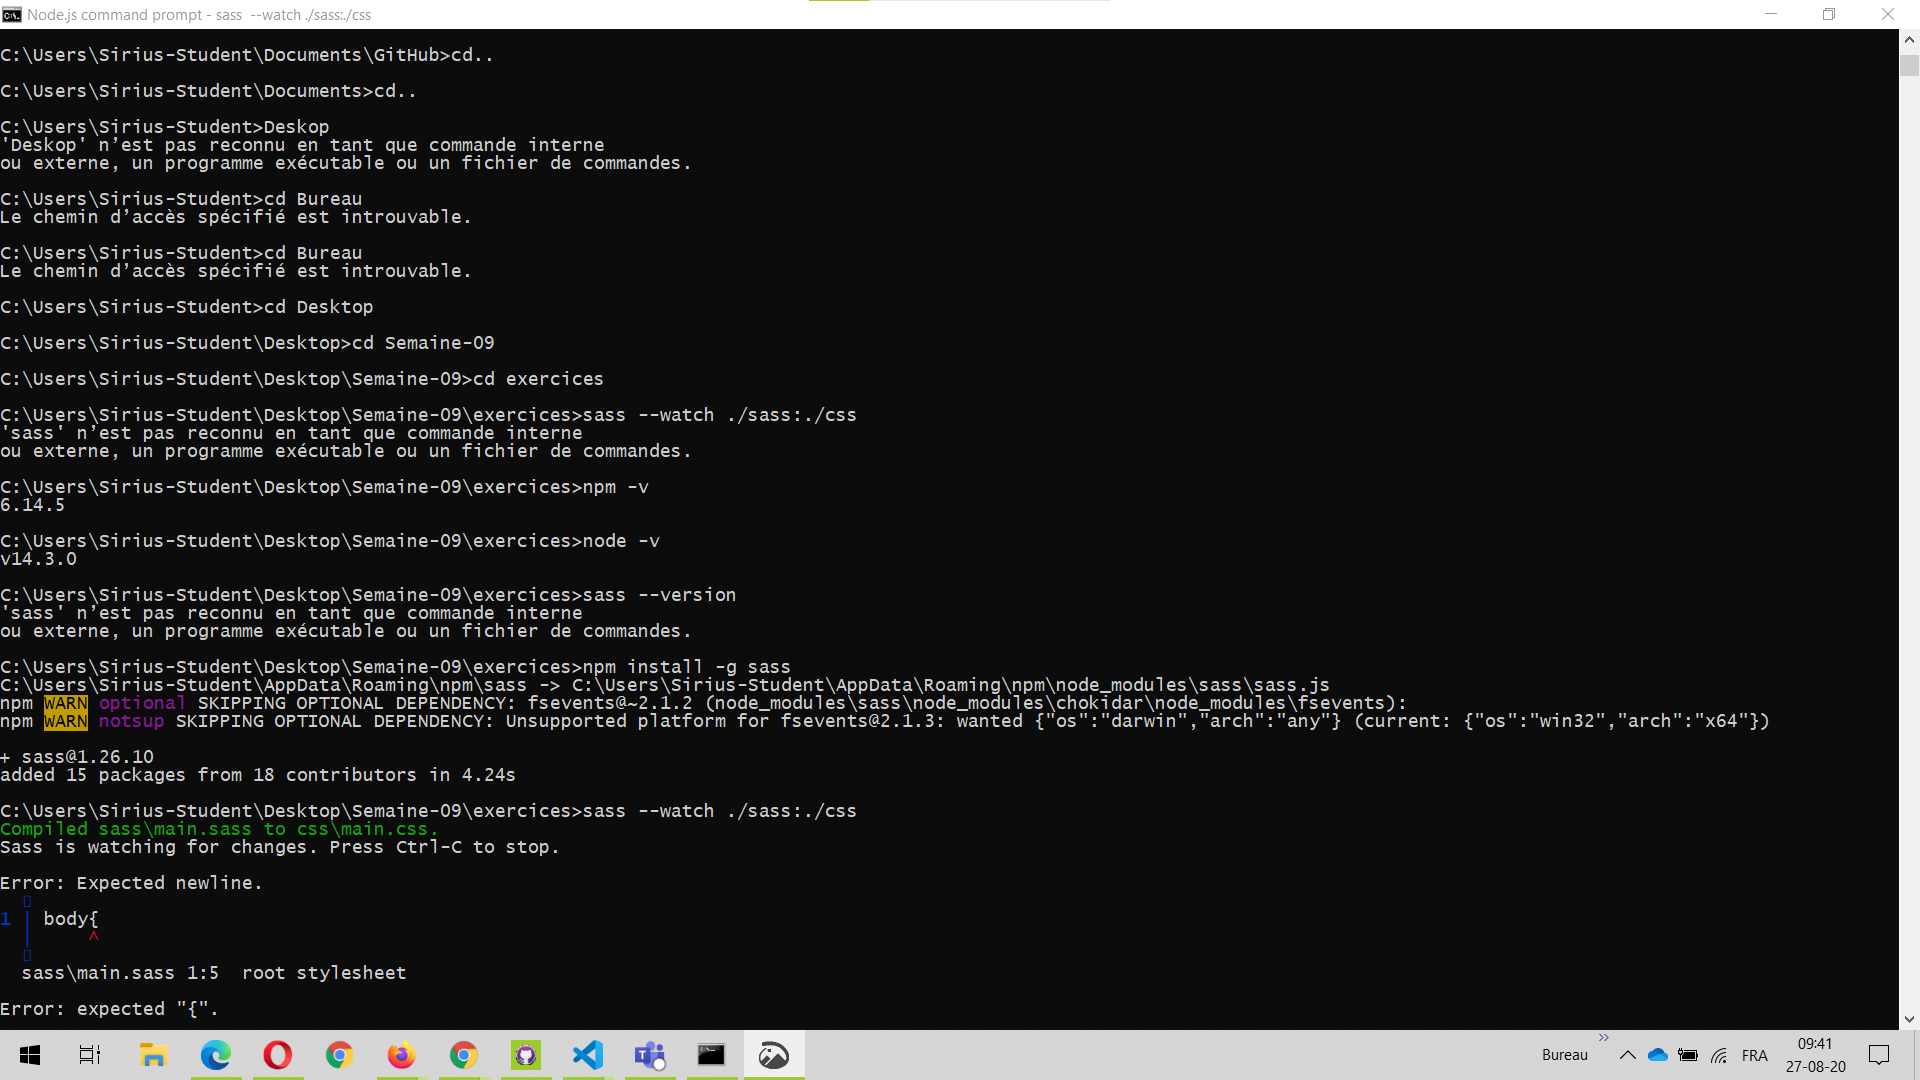 Node.js command prompt - sass  --watch ./sass:./css
C:\Users\Sirius-Student\Documents\GitHub>cd..
C:\Users\Sirius-Student\Documents>cd..
C:\Users\Sirius-Student>Deskop
'Deskop' n’est pas reconnu en tant que commande interne
ou externe, un programme exécutable ou un fichier de commandes.
C:\Users\Sirius-Student>cd Bureau
Le chemin d’accès spécifié est introuvable.
C:\Users\Sirius-Student>cd Bureau
Le chemin d’accès spécifié est introuvable.
C:\Users\Sirius-Student>cd Desktop
C:\Users\Sirius-Student\Desktop>cd Semaine-09
C:\Users\Sirius-Student\Desktop\Semaine-09>cd exercices
C:\Users\Sirius-Student\Desktop\Semaine-09\exercices>sass --watch ./sass:./css
'sass' n’est pas reconnu en tant que commande interne
ou externe, un programme exécutable ou un fichier de commandes.
C:\Users\Sirius-Student\Desktop\Semaine-09\exercices>npm -v
6.14.5
C:\Users\Sirius-Student\Desktop\Semaine-09\exercices>node -v
v14.3.0
C:\Users\Sirius-Student\Desktop\Semaine-09\exercices>sass --version
'sass' n’est pas reconnu en tant que commande interne
ou externe, un programme exécutable ou un fichier de commandes.
C:\Users\Sirius-Student\Desktop\Semaine-09\exercices>npm install -g sass
C:\Users\Sirius-Student\AppData\Roaming\npm\sass -> C:\Users\Sirius-Student\AppData\Roaming\npm\node_modules\sass\sass.js
npm WARN optional SKIPPING OPTIONAL DEPENDENCY: fsevents@~2.1.2 (node_modules\sass\node_modules\chokidar\node_modules\fsevents):
npm WARN notsup SKIPPING OPTIONAL DEPENDENCY: Unsupported platform for fsevents@2.1.3: wanted {"os":"darwin","arch":"any"} (current: {"os":"win32","arch":"x64"})
+ sass@1.26.10
added 15 packages from 18 contributors in 4.24s
C:\Users\Sirius-Student\Desktop\Semaine-09\exercices>sass --watch ./sass:./css
Compiled sass\main.sass to css\main.css.
Sass is watching for changes. Press Ctrl-C to stop.
Error: Expected newline.
1 | body{
^
sass\main.sass 1:5  root stylesheet
Error: expected "{".
Bureau
FRA
09:41
27-08-20